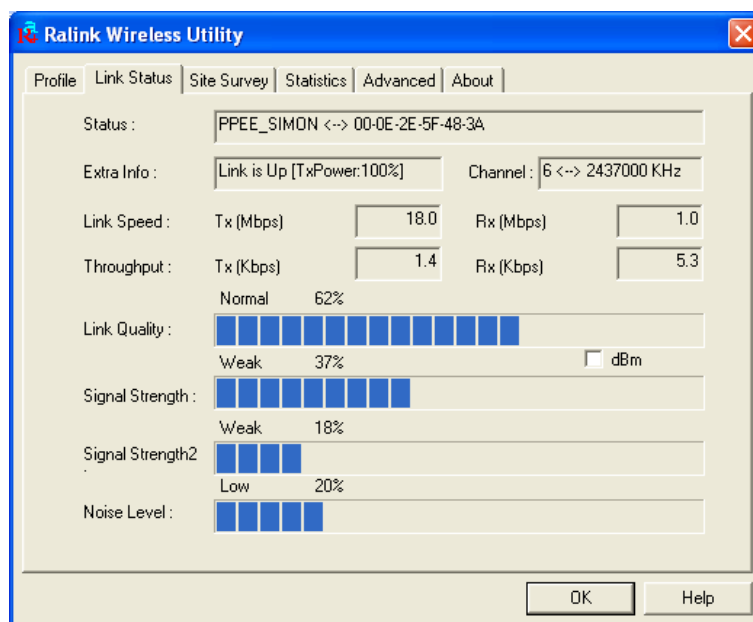 Ralink Wireless Utility
Profile Link Status Site Survey Statistics Advanced About
Status : PPEE_SIMON <--> 00-0E-2E-5F-48-3A
Extra Info : Link is Up [TxPower:100%] Channel : 6 <--> 2437000 KHz
Link Speed : Tx (Mbps) 18.0 Rx (Mbps) 1.0
Throughput : Tx (Kbps) 1.4 Rx (Kbps) 5.3
Normal 62%
Link Quality :
Weak 37% dBm
Signal Strength :
Weak 18%
Signal Strength2
:
Low 20%
Noise Level :
OK Help